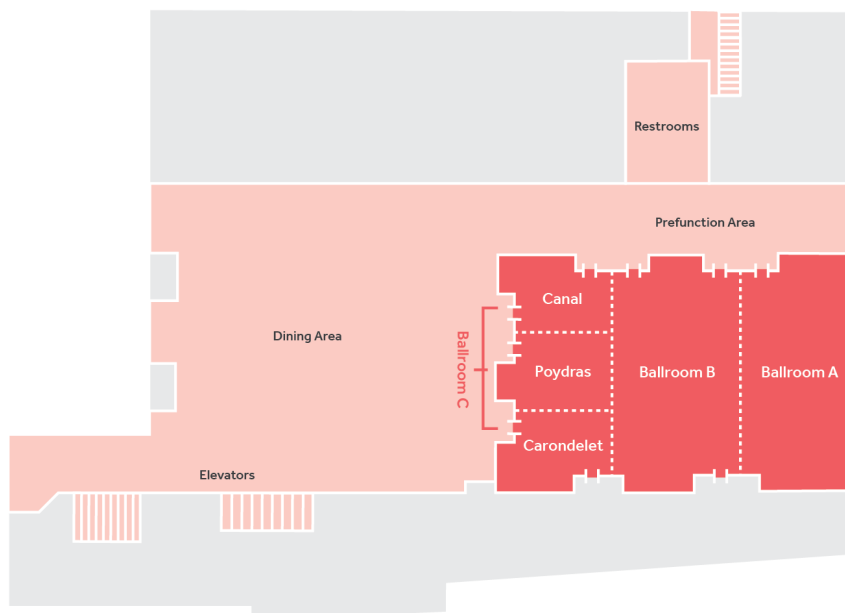 Restrooms
Prefunction Area
Canal
Dining Area
Ballroom C
Poydras
Ballroom B
Ballroom A
Carondelet
Elevators